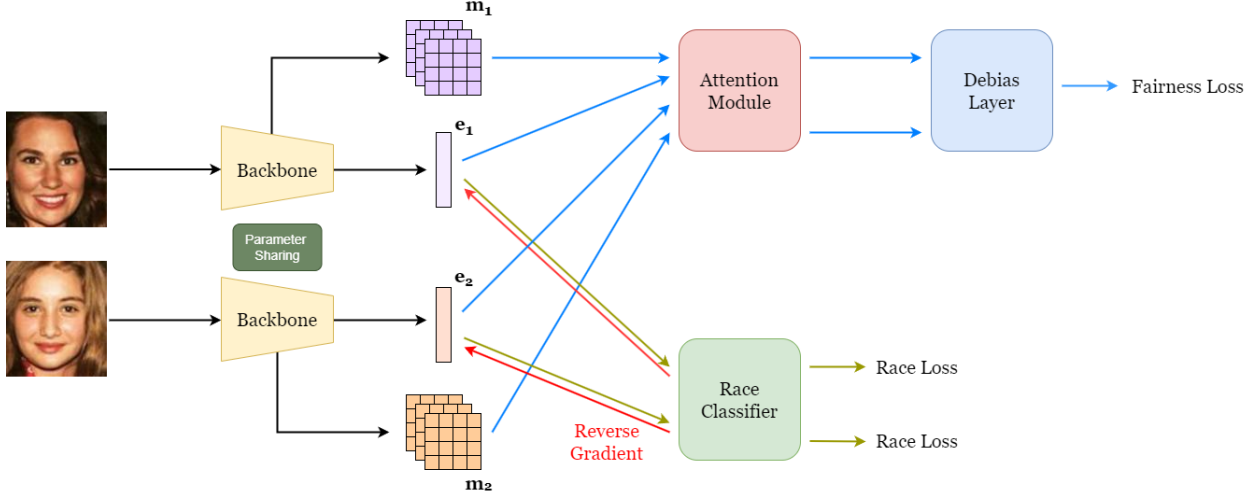 m₁
Attention
Module
Debias
Layer
Fairness Loss
e₁
Backbone
Parameter
Sharing
e₂
Backbone
Race
Classifier
Race Loss
Race Loss
Reverse
Gradient
m₂